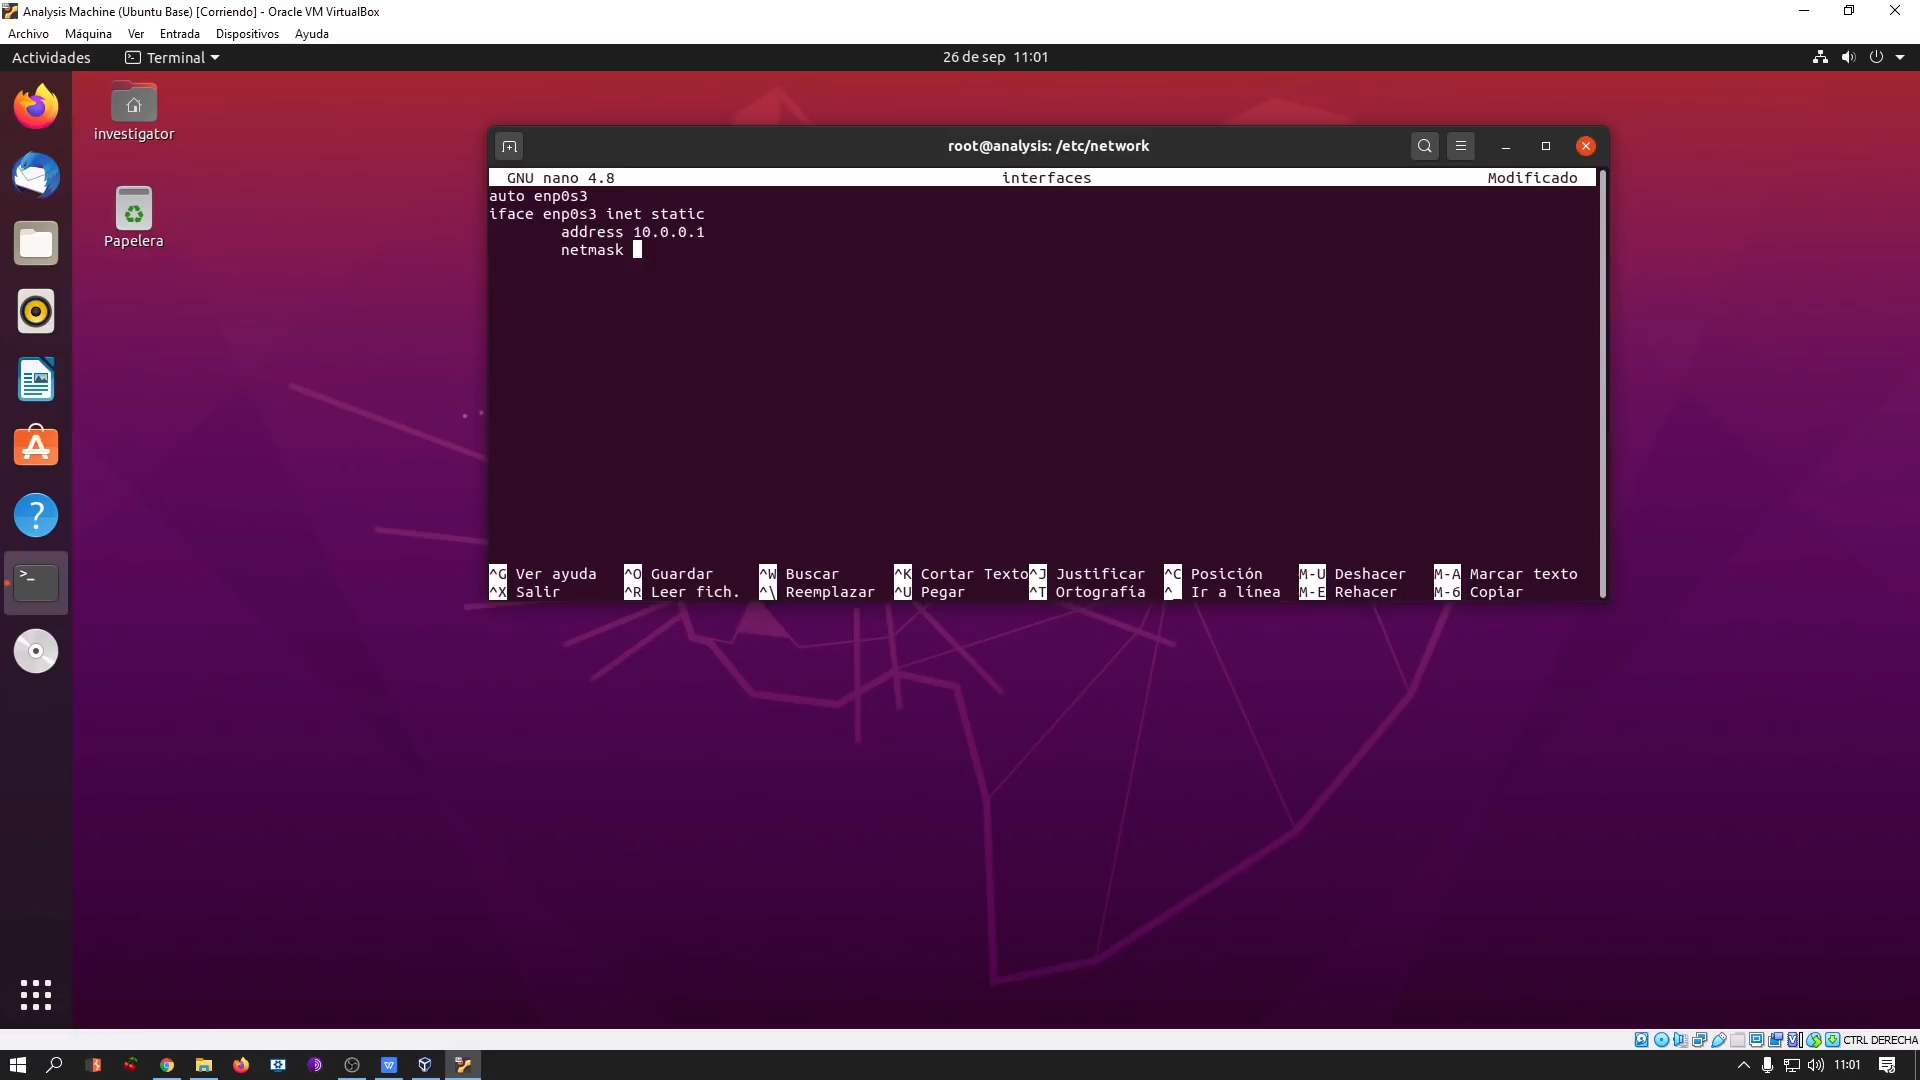 Analysis Machine (Ubuntu Base) [Corriendo] - Oracle VM VirtualBox
Archivo Máquina Ver Entrada Dispositivos Ayuda
Actividades Terminal 26 de sep 11:01
investigator
Papelera
root@analysis: /etc/network
GNU nano 4.8 interfaces Modificado
auto enp0s3
iface enp0s3 inet static
address 10.0.0.1
netmask
^G Ver ayuda ^O Guardar ^W Buscar ^K Cortar Texto ^J Justificar ^C Posición M-U Deshacer M-A Marcar texto
^X Salir ^R Leer fich. ^\ Reemplazar ^U Pegar ^T Ortografía ^_ Ir a línea M-E Rehacer M-6 Copiar
CTRL DERECHA
11:01